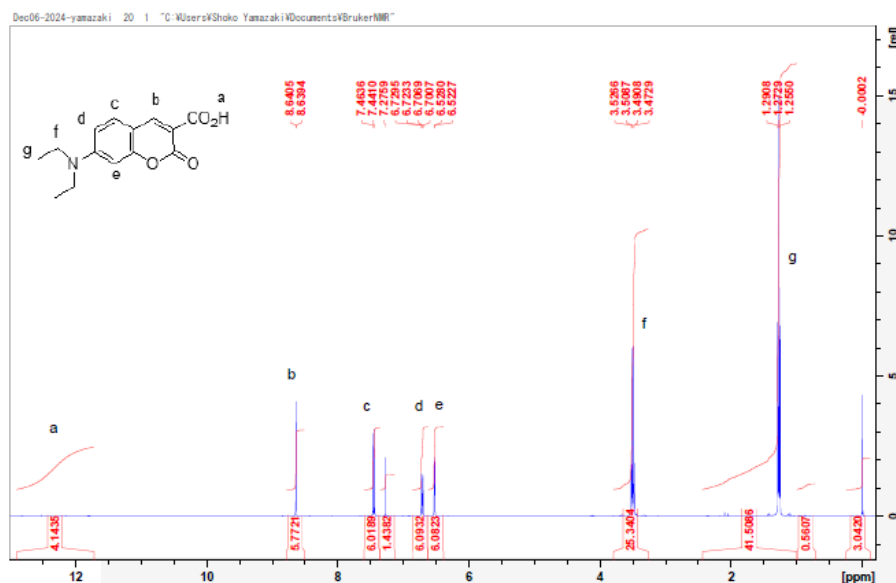 Dec06-2024-yamazaki 20 1 "C:¥Users¥Shoko Yamazaki¥Documents¥BrukerNMR"
8.6405
8.6394
7.4636
7.4410
7.2759
6.7295
6.7233
6.7069
6.7007
6.5280
6.5227
3.5266
3.5087
3.4908
3.4729
1.2908
1.2729
1.2550
-0.0002
[rel]
15
10
5
0
a
b
c
d
e
f
g
CO2H
N
O
O
a
b
c
d
e
f
g
4.1435
5.7721
6.0189
1.4382
6.0932
6.0823
25.3404
41.5086
0.5607
3.0420
12
10
8
6
4
2
[ppm]